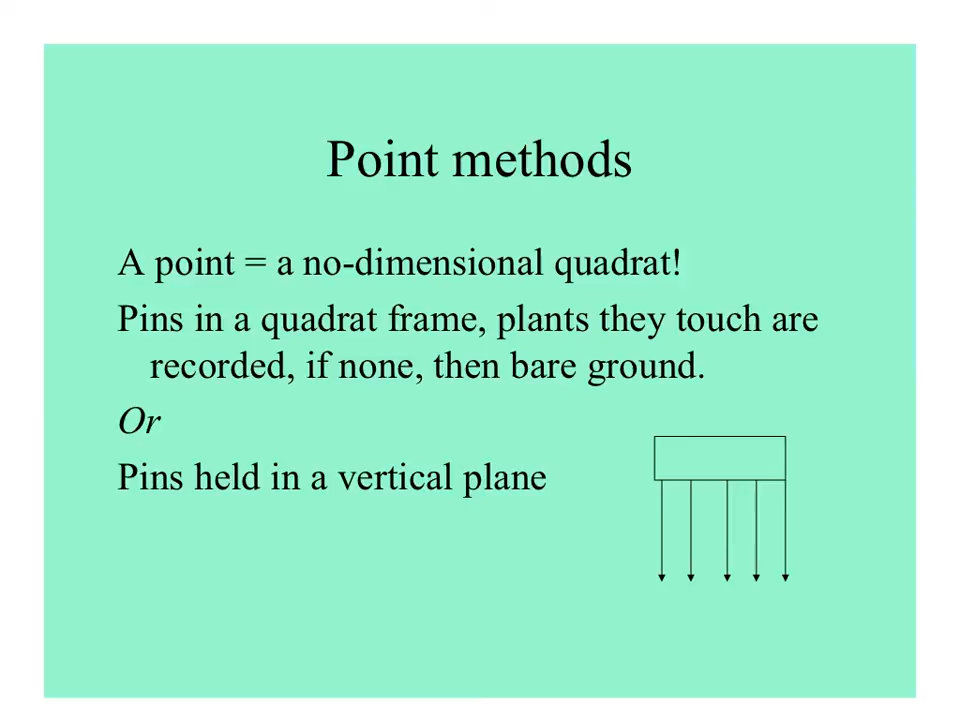 Point methods
A point = a no-dimensional quadrat!
Pins in a quadrat frame, plants they touch are
recorded, if none, then bare ground.
Or
Pins held in a vertical plane